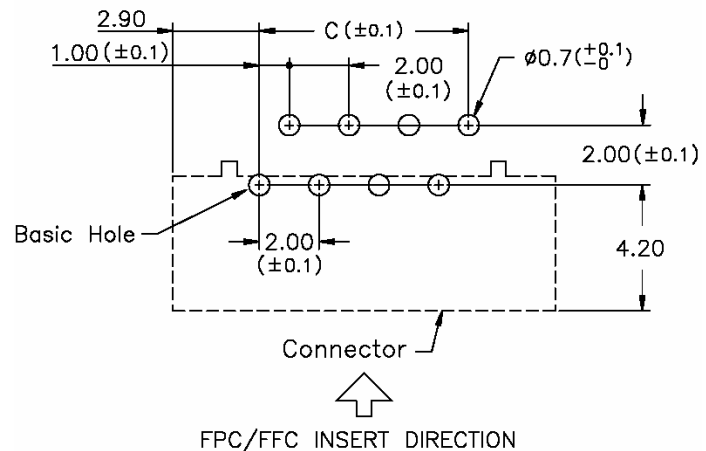 2.90
C(±0.1)
1.00(±0.1)
2.00
(±0.1)
ø0.7(+0.1 -0)
2.00(±0.1)
Basic Hole
2.00
(±0.1)
4.20
Connector
FPC/FFC INSERT DIRECTION